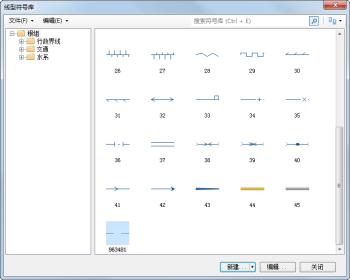 线型符号库
文件(F) 编辑(E) 搜索符号库 (Ctrl + E)
根组
行政界线
交通
水系
26 27 28 29 30
31 32 33 34 35
36 37 38 39 40
41 42 43 44 45
963481
新建... 编辑... 关闭